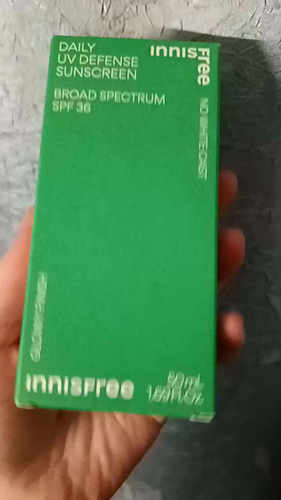 DAILY
UV DEFENSE
SUNSCREEN
BROAD SPECTRUM
SPF 36
innisFree
NO WHITE CAST
innisFree
50 mL
1.69 Fl.Oz.